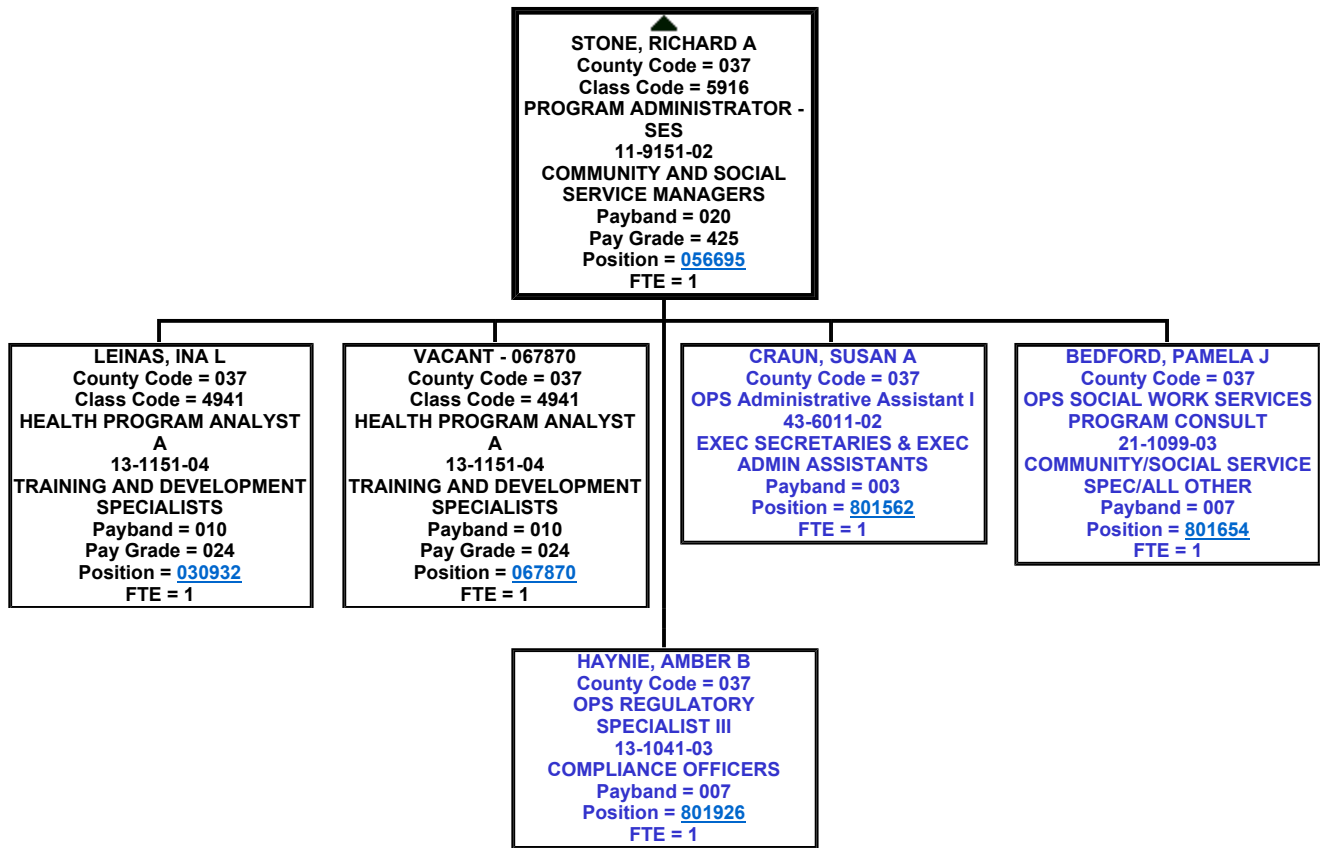 STONE, RICHARD A
County Code = 037
Class Code = 5916
PROGRAM ADMINISTRATOR -
SES
11-9151-02
COMMUNITY AND SOCIAL
SERVICE MANAGERS
Payband = 020
Pay Grade = 425
Position = 056695
FTE = 1
LEINAS, INA L
County Code = 037
Class Code = 4941
HEALTH PROGRAM ANALYST
A
13-1151-04
TRAINING AND DEVELOPMENT
SPECIALISTS
Payband = 010
Pay Grade = 024
Position = 030932
FTE = 1
VACANT - 067870
County Code = 037
Class Code = 4941
HEALTH PROGRAM ANALYST
A
13-1151-04
TRAINING AND DEVELOPMENT
SPECIALISTS
Payband = 010
Pay Grade = 024
Position = 067870
FTE = 1
CRAUN, SUSAN A
County Code = 037
OPS Administrative Assistant I
43-6011-02
EXEC SECRETARIES & EXEC
ADMIN ASSISTANTS
Payband = 003
Position = 801562
FTE = 1
BEDFORD, PAMELA J
County Code = 037
OPS SOCIAL WORK SERVICES
PROGRAM CONSULT
21-1099-03
COMMUNITY/SOCIAL SERVICE
SPEC/ALL OTHER
Payband = 007
Position = 801654
FTE = 1
HAYNIE, AMBER B
County Code = 037
OPS REGULATORY
SPECIALIST III
13-1041-03
COMPLIANCE OFFICERS
Payband = 007
Position = 801926
FTE = 1